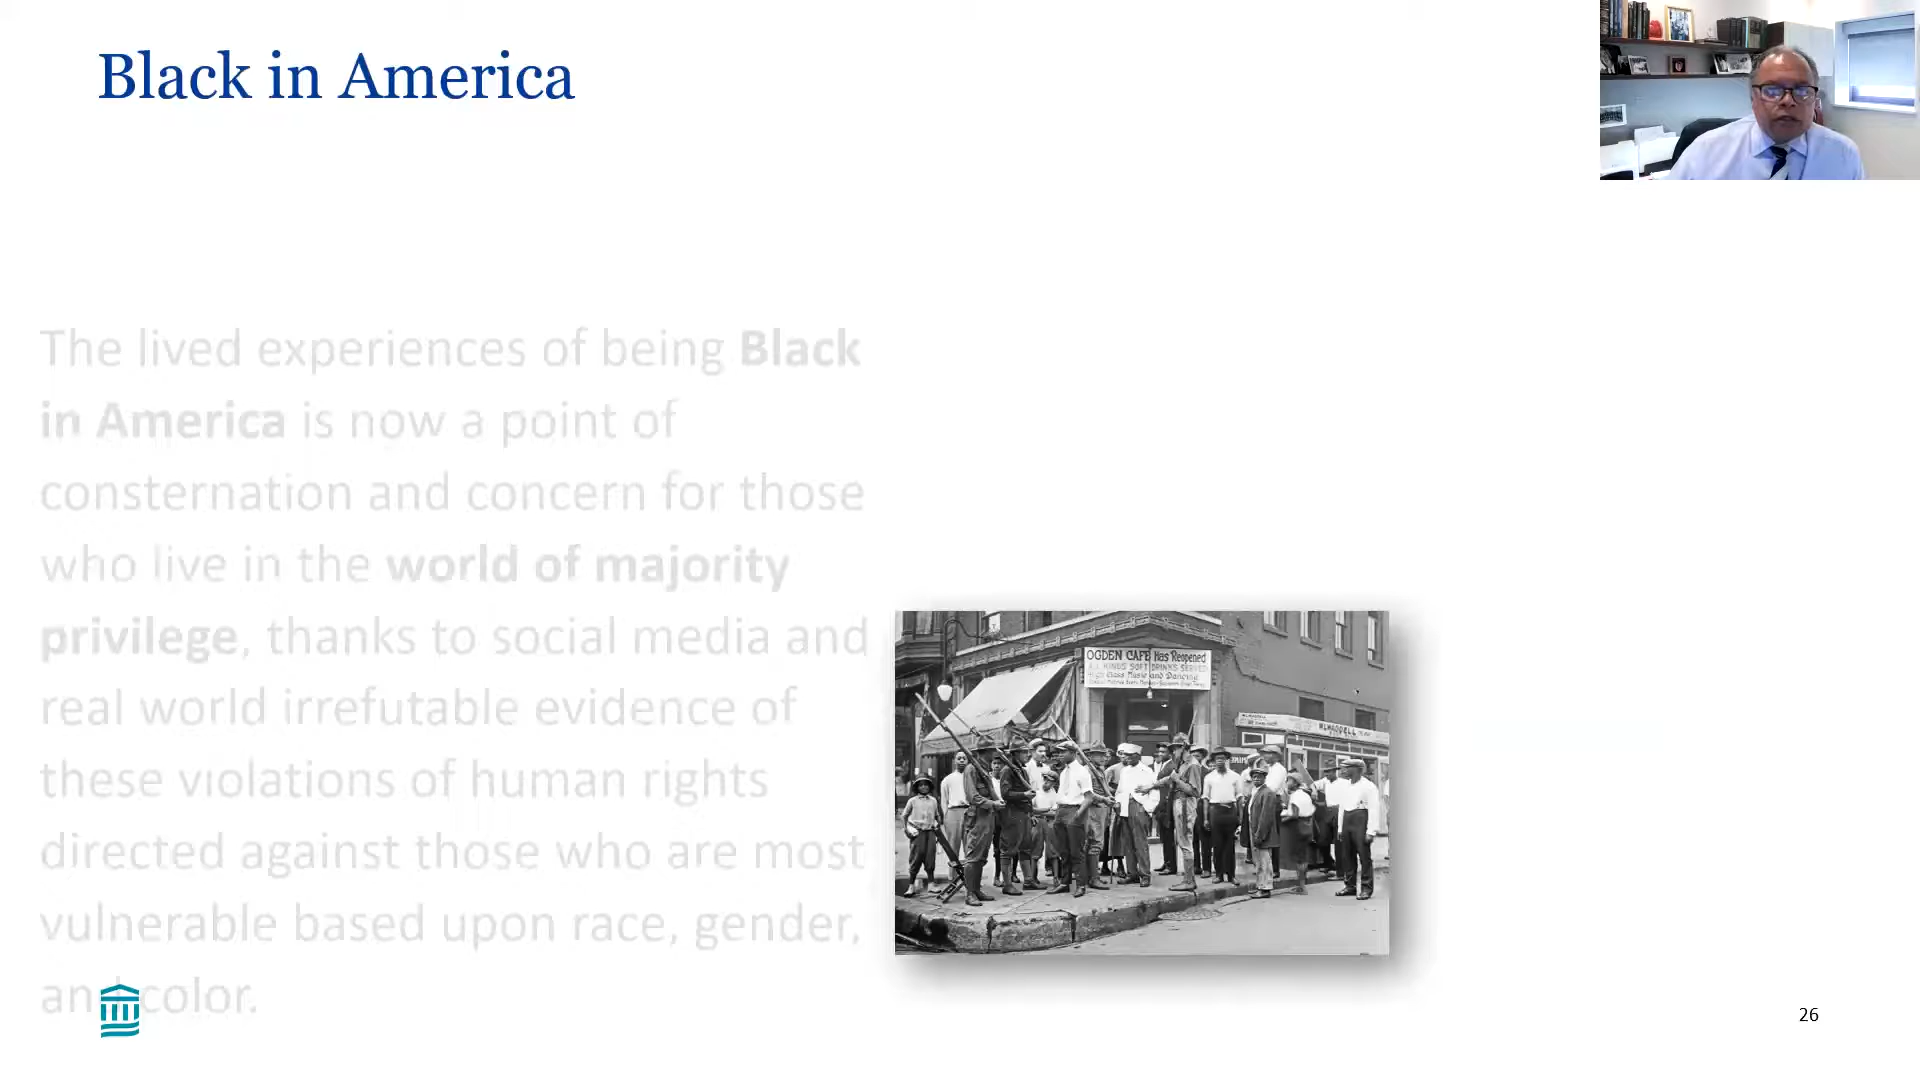 Black in America
The lived experiences of being Black
in America is now a point of
consternation and concern for those
who live in the world of majority
privilege, thanks to social media and
real world irrefutable evidence of
these violations of human rights
directed against those who are most
vulnerable based upon race, gender,
and color.
OGDEN CAFE Has Reopened
KINGS SOFT DRINKS SERVED
High Class Music and Dancing
26